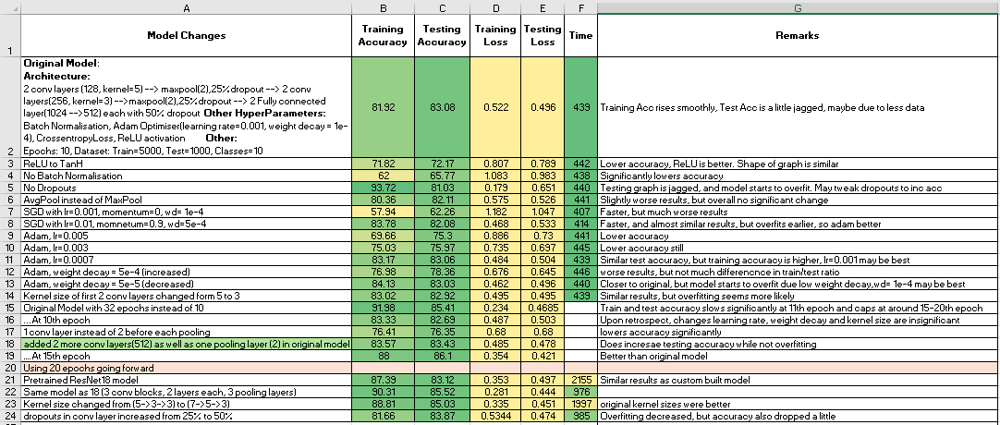 A B C D E F G
1 Model Changes Training Accuracy Testing Accuracy Training Loss Testing Loss Time Remarks
Original Model:
Architecture:
2 conv layers (128, kernel=5) --> maxpool(2),25% dropout --> 2 conv
layers(256, kernel=3) -->maxpool(2),25% dropout --> 2 Fully connected
layer(1024 -->512) each with 50% dropout Other HyperParameters:
Batch Normalisation, Adam Optimiser(learning rate=0.001, weight decay = 1e-
4), CrossentropyLoss, ReLU activation Other:
2 Epochs: 10, Dataset: Train=5000, Test=1000, Classes=10
81.92 83.08 0.522 0.496 439 Training Acc rises smoothly, Test Acc is a little jagged, maybe due to less data
3 ReLU to TanH 71.82 72.17 0.807 0.789 442 Lower accuracy, ReLU is better. Shape of graph is similar
4 No Batch Normalisation 62 65.77 1.083 0.983 438 Significantly lowers accuracy
5 No Dropouts 93.72 81.03 0.179 0.651 440 Testing graph is jagged, and model starts to overfit. May tweak dropouts to inc acc
6 AvgPool instead of MaxPool 80.36 82.11 0.575 0.526 441 Slightly worse results, but overall no significant change
7 SGD with lr=0.001, momentum=0, wd= 1e-4 57.94 62.26 1.182 1.047 407 Faster, but much worse results
8 SGD with lr=0.01, momnetum=0.9, wd=5e-4 83.78 82.08 0.468 0.533 414 Faster, and almost similar results, but overfits earlier, so adam better
9 Adam, lr=0.005 69.66 75.3 0.886 0.73 441 Lower accuracy
10 Adam, lr=0.003 75.03 75.97 0.735 0.697 445 Lower accuracy still
11 Adam, lr=0.0007 83.17 83.06 0.484 0.504 439 Similar test accuracy, but training accuracy is higher, lr=0.001 may be best
12 Adam, weight decay = 5e-4 (increased) 76.98 78.36 0.676 0.645 446 worse results, but not much differencnce in train/test ratio
13 Adam, weight decay = 5e-5 (decreased) 84.13 83.03 0.462 0.496 440 Closer to original, but model starts to overfit due low weight decay,wd= 1e-4 may be best
14 Kernel size of first 2 conv layers changed form 5 to 3 83.02 82.92 0.495 0.495 439 Similar results, but overfitting seems more likely
15 Original Model with 32 epochs instead of 10 91.98 85.41 0.234 0.4685 Train and test accuracy slows significantly at 11th epoch and caps at around 15-20th epoch
16 ...At 10th epoch 83.33 82.69 0.487 0.503 Upon retrospect, changes learning rate, weight decay and kernel size are insignificant
17 1 conv layer instead of 2 before each pooling 76.41 76.35 0.68 0.68 lowers accuracy significantly
18 added 2 more conv layers(512) as well as one pooling layer (2) in original model 83.57 83.43 0.485 0.478 Does incresae testing accuracy while not overfitting
19 ....At 15th epcoh 88 86.1 0.354 0.421 Better than original model
20 Using 20 epochs going forward
21 Pretrained ResNet18 model 87.39 83.12 0.353 0.497 2155 Similar results as custom built model
22 Same model as 18 (3 conv blocks, 2 layers each, 3 pooling layers) 90.31 85.52 0.281 0.444 976
23 Kernel size changed from (5->3->3) to (7->5->3) 88.81 85.03 0.335 0.451 1997 original kernel sizes were better
24 dropouts in conv layer increased from 25% to 50% 81.66 83.87 0.5344 0.474 985 Overfitting decreased, but accuracy also dropped a little